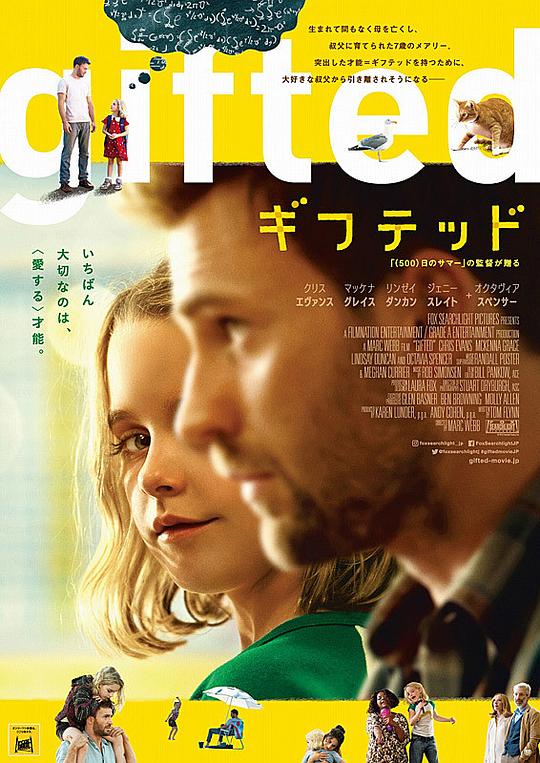 生まれて間もなく母を亡くし、
叔父に育てられた7歳のメアリー。
突出した才能=ギフテッドを持つために、
大好きな叔父から引き離されそうになる――
gifted
ギフテッド
「(500)日のサマー」の監督が贈る
いちばん
大切なのは、
〈愛する〉才能。
クリス エヴァンス マッケナ グレイス リンゼイ ダンカン ジェニー スレイト + オクタヴィア スペンサー
FOX SEARCHLIGHT PICTURES PRESENTS
A FILMNATION ENTERTAINMENT / GRADE A ENTERTAINMENT PRODUCTION
A MARC WEBB FILM "GIFTED" CHRIS EVANS MCKENNA GRACE
LINDSAY DUNCAN AND OCTAVIA SPENCER RANDALL POSTER
& MEGHAN CURRIER ROB SIMONSEN BILL PANKOW, ACE
LAURA FOX STUART DRYBURGH, NZCS
GLEN BASNER BEN BROWNING MOLLY ALLEN
KAREN LUNDER, p.g.a. ANDY COHEN, p.g.a. TOM FLYNN
MARC WEBB
foxsearchlight_jp FoxSearchlightJP
@foxsearchlightj #giftedmovieJP
gifted-movie.jp